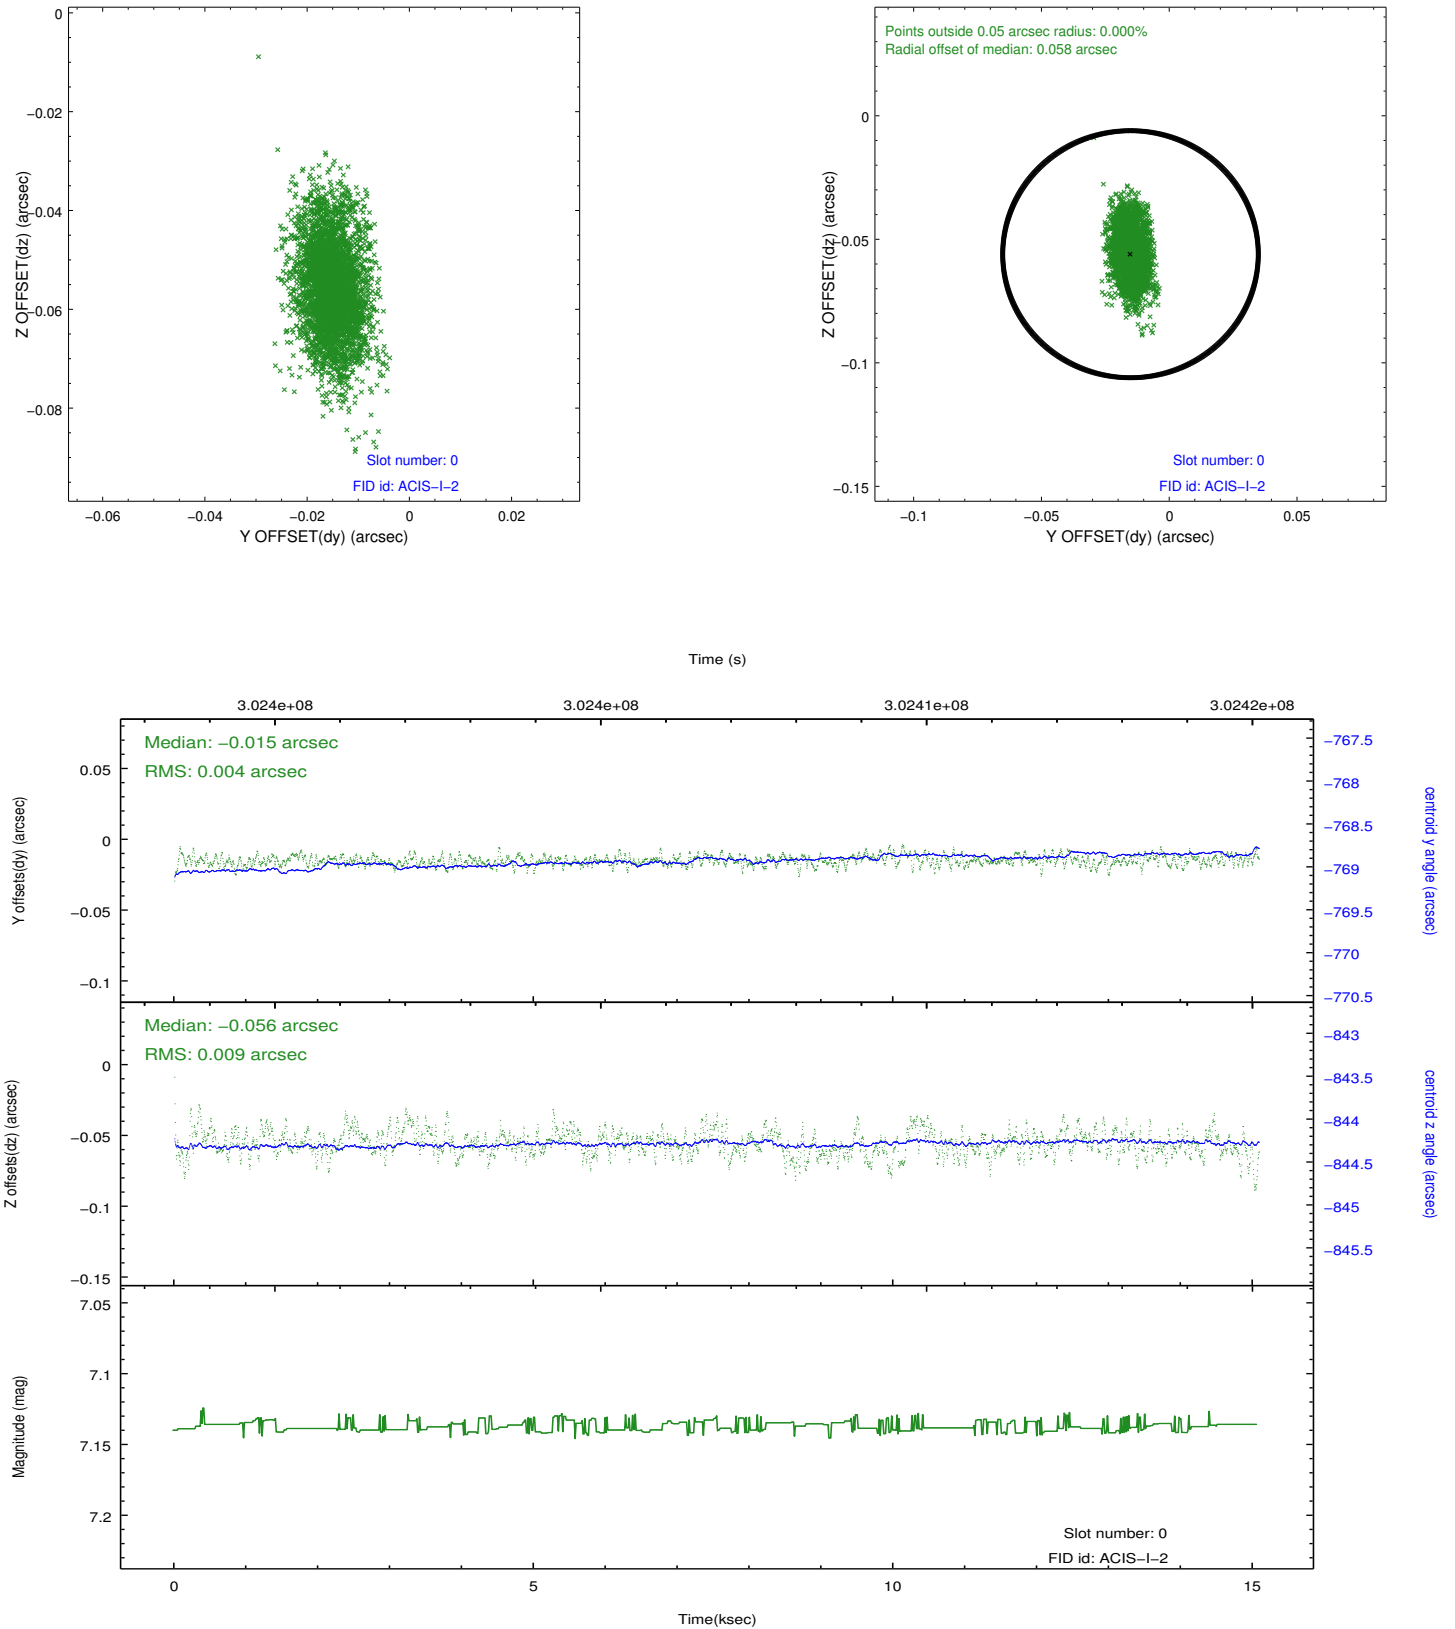 0
−0.02
−0.04
−0.06
−0.08
Z OFFSET(dz) (arcsec)
Slot number: 0
FID id: ACIS−I−2
−0.06
−0.04
−0.02
0
0.02
Y OFFSET(dy) (arcsec)
Points outside 0.05 arcsec radius: 0.000%
Radial offset of median: 0.058 arcsec
0
−0.05
−0.1
−0.15
Z OFFSET(dz) (arcsec)
Slot number: 0
FID id: ACIS−I−2
−0.1
−0.05
0
0.05
Y OFFSET(dy) (arcsec)
Time (s)
3.024e+08
3.024e+08
3.0241e+08
3.0242e+08
Median: −0.015 arcsec
RMS: 0.004 arcsec
0.05
0
−0.05
−0.1
Y offsets(dy) (arcsec)
−767.5
−768
−768.5
−769
−769.5
−770
−770.5
centroid y angle (arcsec)
Median: −0.056 arcsec
RMS: 0.009 arcsec
0
−0.05
−0.1
−0.15
Z offsets(dz) (arcsec)
−843
−843.5
−844
−844.5
−845
−845.5
centroid z angle (arcsec)
7.05
7.1
7.15
7.2
Magnitude (mag)
Slot number: 0
FID id: ACIS−I−2
0
5
10
15
Time(ksec)